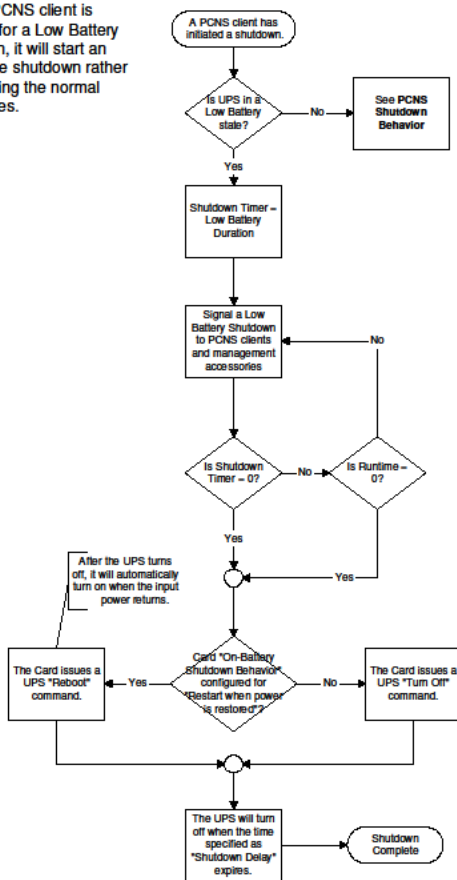 PCNS client is
for a Low Battery
it will start an
shutdown rather
the normal
A PCNS client has
initiated a shutdown.
Is UPS in a
Low Battery
state?
No
See PCNS
Shutdown
Behavior
Yes
Shutdown Timer =
Low Battery
Duration
Signal a Low
Battery Shutdown
to PCNS clients
and management
accessories
No
Is Shutdown
Timer = 0?
No
Is Runtime =
0?
Yes
Yes
After the UPS turns
off, it will automatically
turn on when the input
power returns.
Card "On-Battery
Shutdown Behavior"
configured for
"Restart when power
is restored"?
The Card issues a
UPS "Reboot"
command.
Yes
No
The Card issues a
UPS "Turn Off"
command.
The UPS will turn
off when the time
specified as
"Shutdown Delay"
expires.
Shutdown
Complete